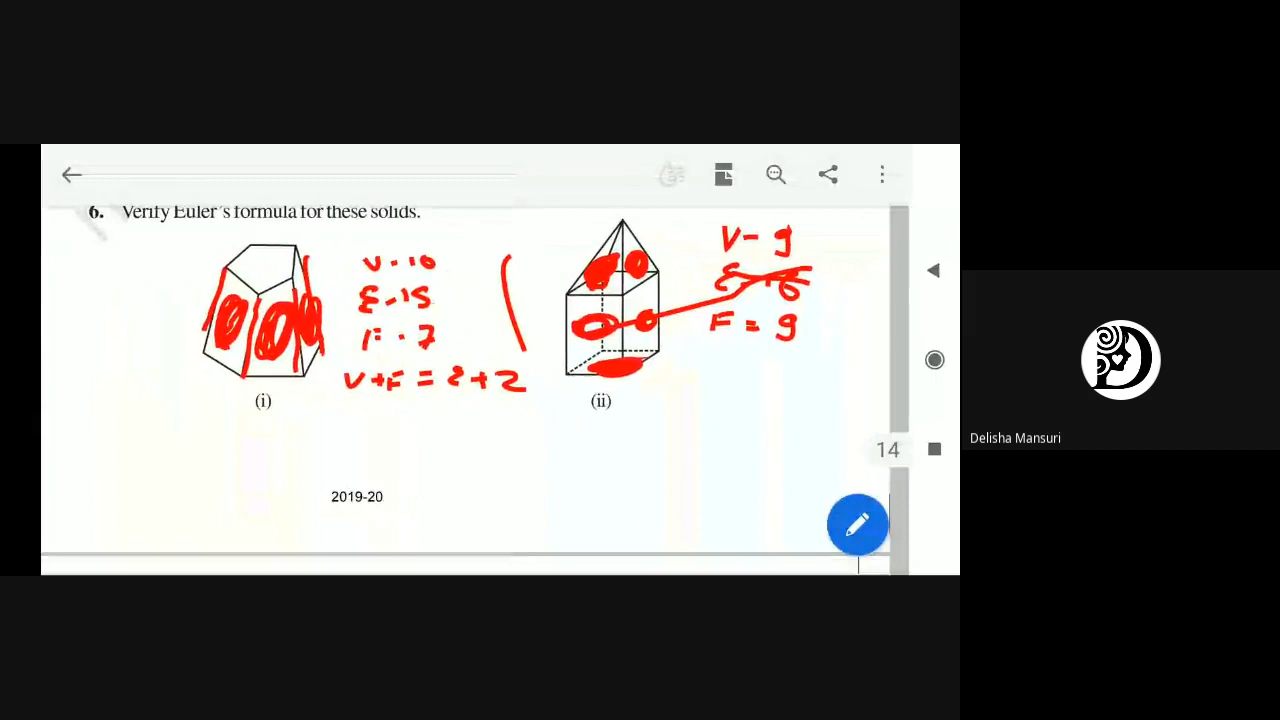 6. Verify Euler's formula for these solids.
V - 10
E - 15
F - 7
V + F = E + 2
(i)
V - 9
F = 9
(ii)
14
2019-20
Delisha Mansuri